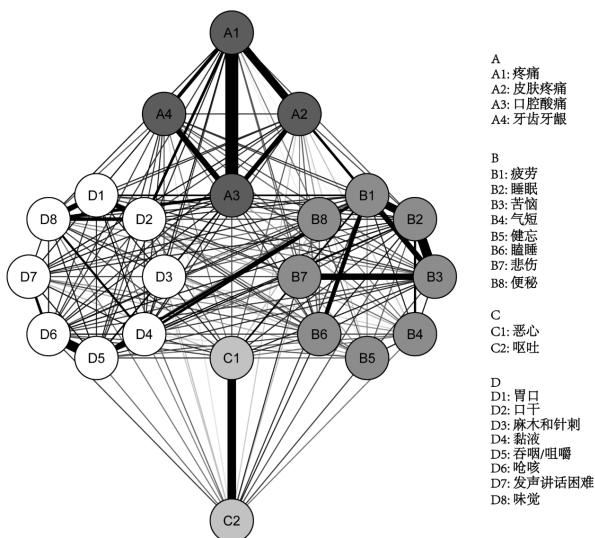 A1
A4
A2
D1
A3
B1
D8
D2
B8
B2
D7
D3
B7
B3
D6
D4
B6
B4
D5
C1
B5
C2
A
A1: 疼痛
A2: 皮肤疼痛
A3: 口腔酸痛
A4: 牙齿牙龈
B
B1: 疲劳
B2: 睡眠
B3: 苦恼
B4: 气短
B5: 健忘
B6: 瞌睡
B7: 悲伤
B8: 便秘
C
C1: 恶心
C2: 呕吐
D
D1: 胃口
D2: 口干
D3: 麻木和针刺
D4: 黏液
D5: 吞咽/咀嚼
D6: 呛咳
D7: 发声讲话困难
D8: 味觉